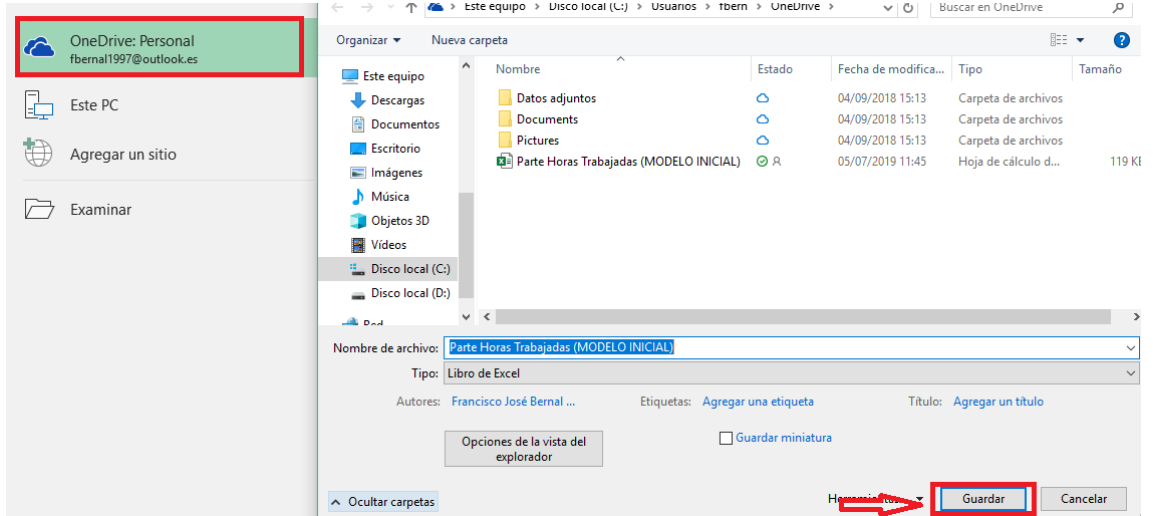 OneDrive: Personal
fbernal1997@outlook.es
Este PC
Agregar un sitio
Examinar
Este equipo > Disco local (C:) > Usuarios > fbern > OneDrive >
Buscar en OneDrive
Organizar
Nueva carpeta
Este equipo
Descargas
Documentos
Escritorio
Imágenes
Música
Objetos 3D
Vídeos
Disco local (C:)
Disco local (D:)
Red
Nombre Estado Fecha de modifica... Tipo Tamaño
Datos adjuntos 04/09/2018 15:13 Carpeta de archivos
Documents 04/09/2018 15:13 Carpeta de archivos
Pictures 04/09/2018 15:13 Carpeta de archivos
Parte Horas Trabajadas (MODELO INICIAL) 05/07/2019 11:45 Hoja de cálculo d... 119 KB
Nombre de archivo: Parte Horas Trabajadas (MODELO INICIAL)
Tipo: Libro de Excel
Autores: Francisco José Bernal ... Etiquetas: Agregar una etiqueta Título: Agregar un título
Opciones de la vista del
explorador
Guardar miniatura
Ocultar carpetas
Herramientas
Guardar
Cancelar